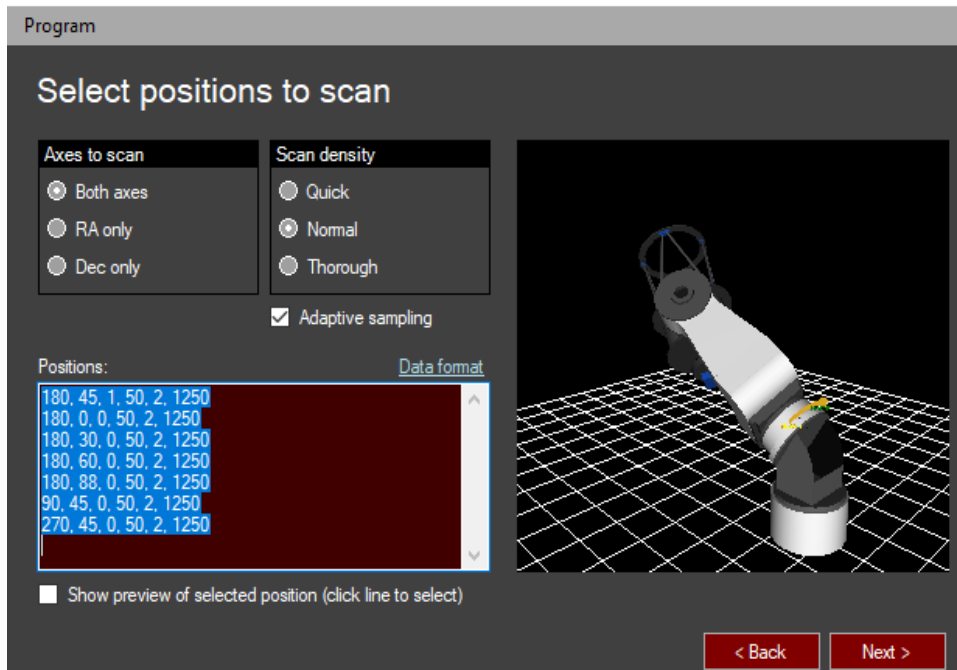 Program
Select positions to scan
Axes to scan
Both axes
RA only
Dec only
Scan density
Quick
Normal
Thorough
Adaptive sampling
Positions:
Data format
180, 45, 1, 50, 2, 1250
180, 0, 0, 50, 2, 1250
180, 30, 0, 50, 2, 1250
180, 60, 0, 50, 2, 1250
180, 88, 0, 50, 2, 1250
90, 45, 0, 50, 2, 1250
270, 45, 0, 50, 2, 1250
Show preview of selected position (click line to select)
< Back
Next >